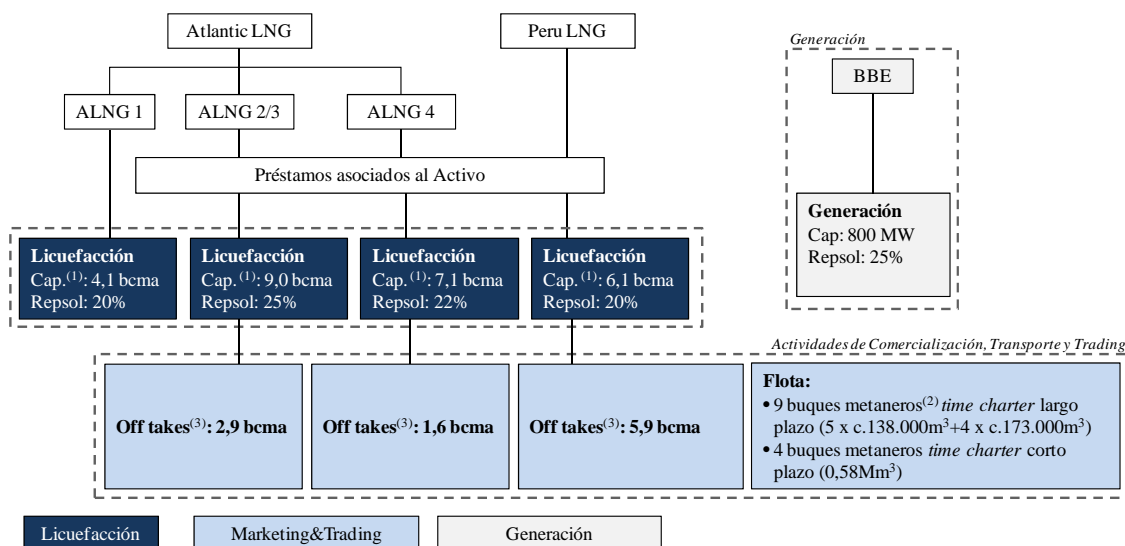 Atlantic LNG
Peru LNG
Generación
BBE
ALNG 1
ALNG 2/3
ALNG 4
Préstamos asociados al Activo
Generación
Cap: 800 MW
Repsol: 25%
Licuefacción
Cap.(1): 4,1 bcma
Repsol: 20%
Licuefacción
Cap.(1): 9,0 bcma
Repsol: 25%
Licuefacción
Cap.(1): 7,1 bcma
Repsol: 22%
Licuefacción
Cap.(1): 6,1 bcma
Repsol: 20%
Actividades de Comercialización, Transporte y Trading
Off takes(3): 2,9 bcma
Off takes(3): 1,6 bcma
Off takes(3): 5,9 bcma
Flota:
• 9 buques metaneros(2) time charter largo
plazo (5 x c.138.000m3+4 x c.173.000m3)
• 4 buques metaneros time charter corto
plazo (0,58Mm3)
Licuefacción
Marketing&Trading
Generación